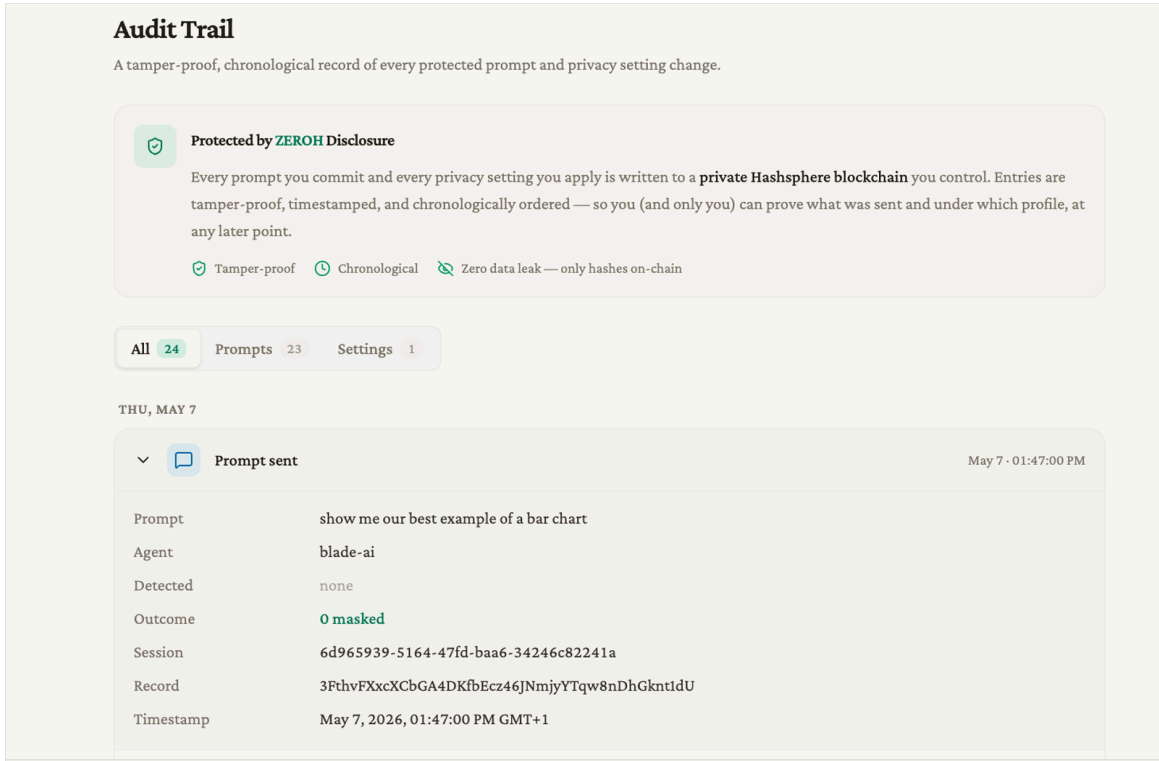 Audit Trail
A tamper-proof, chronological record of every protected prompt and privacy setting change.
Protected by ZEROH Disclosure
Every prompt you commit and every privacy setting you apply is written to a private Hashsphere blockchain you control. Entries are
tamper-proof, timestamped, and chronologically ordered — so you (and only you) can prove what was sent and under which profile, at
any later point.
Tamper-proof Chronological Zero data leak — only hashes on-chain
All 24 Prompts 23 Settings 1
THU, MAY 7
Prompt sent May 7 · 01:47:00 PM
Prompt show me our best example of a bar chart
Agent blade-ai
Detected none
Outcome 0 masked
Session 6d965939-5164-47fd-baa6-34246c82241a
Record 3FthvFXxcXCbGA4DKfbEcz46JNmjyYTqw8nDhGknt1dU
Timestamp May 7, 2026, 01:47:00 PM GMT+1